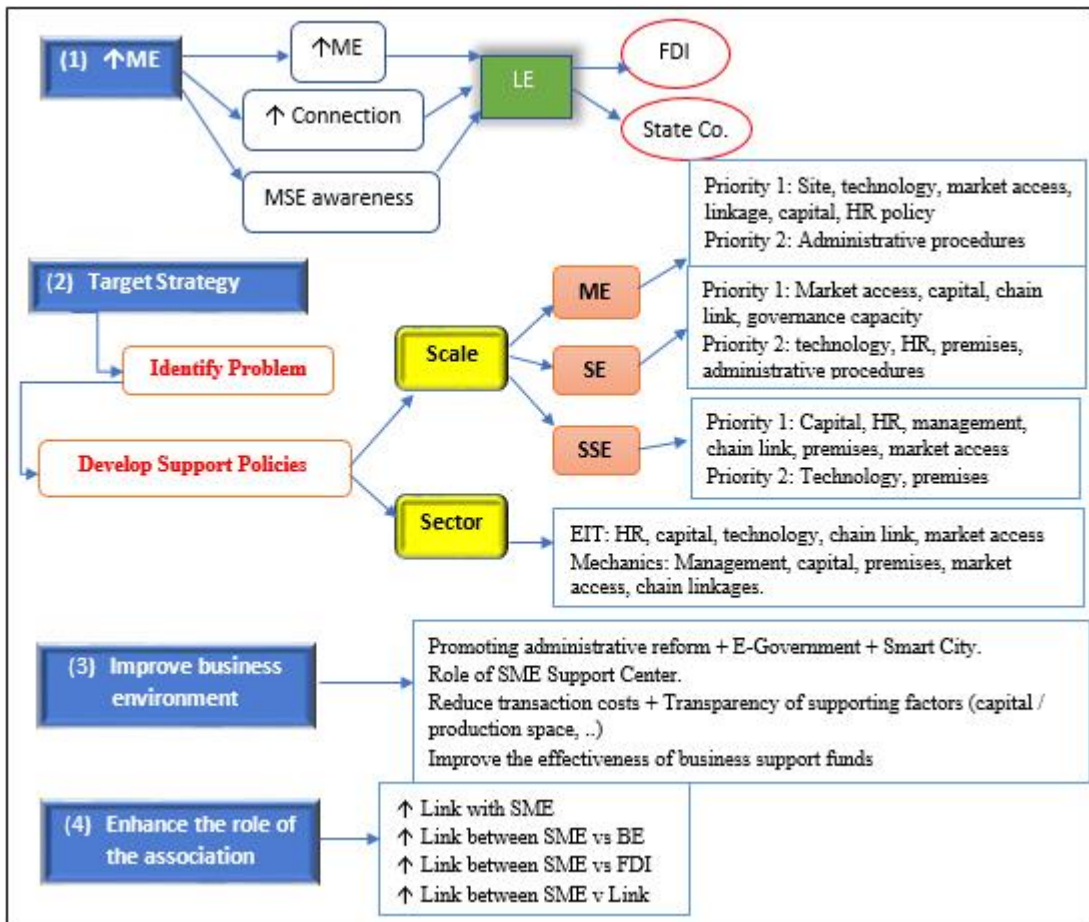 (1) ↑ME
↑ME
↑ Connection
MSE awareness
LE
FDI
State Co.
(2) Target Strategy
Identify Problem
Develop Support Policies
Scale
Sector
ME
SE
SSE
Priority 1: Site, technology, market access,
linkage, capital, HR policy
Priority 2: Administrative procedures
Priority 1: Market access, capital, chain
link, governance capacity
Priority 2: technology, HR, premises,
administrative procedures
Priority 1: Capital, HR, management,
chain link, premises, market access
Priority 2: Technology, premises
EIT: HR, capital, technology, chain link, market access
Mechanics: Management, capital, premises, market
access, chain linkages.
(3) Improve business
environment
Promoting administrative reform + E-Government + Smart City.
Role of SME Support Center.
Reduce transaction costs + Transparency of supporting factors (capital /
production space, ..)
Improve the effectiveness of business support funds
(4) Enhance the role of
the association
↑ Link with SME
↑ Link between SME vs BE
↑ Link between SME vs FDI
↑ Link between SME v Link